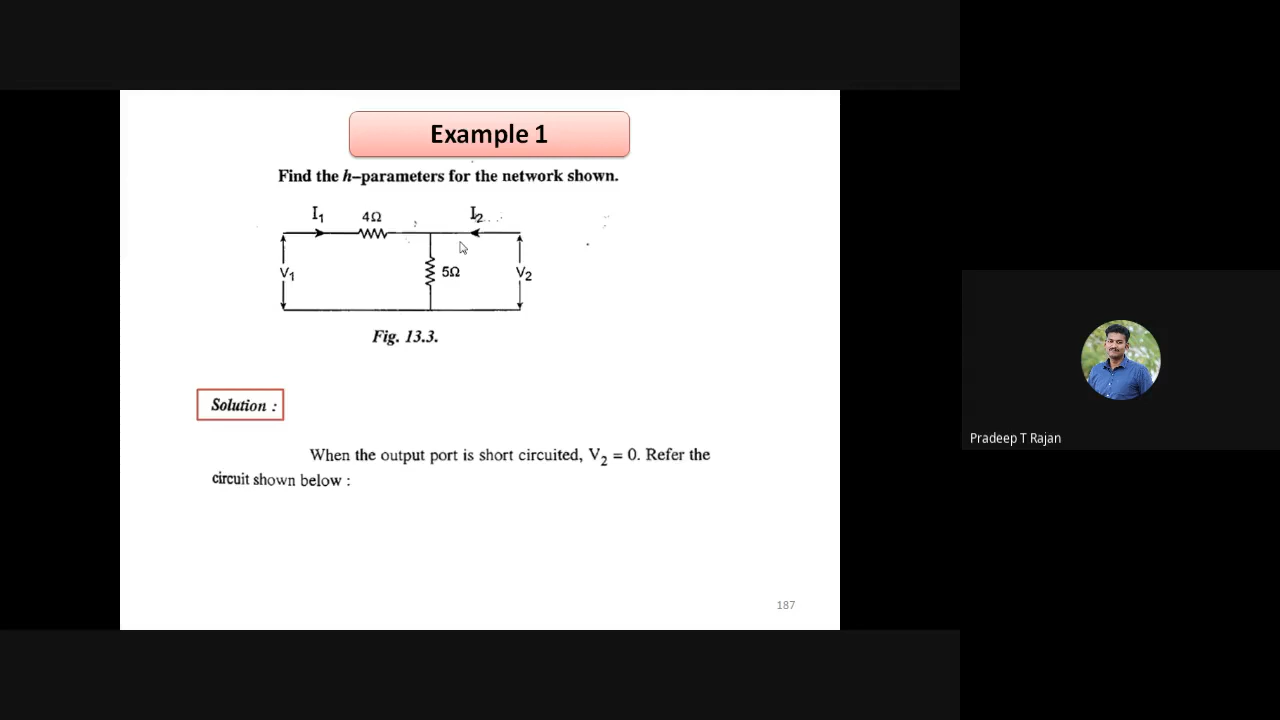 Example 1
Find the h–parameters for the network shown.
I1 4Ω I2
V1 5Ω V2
Fig. 13.3.
Solution :
When the output port is short circuited, V2 = 0. Refer the
circuit shown below :
187
Pradeep T Rajan